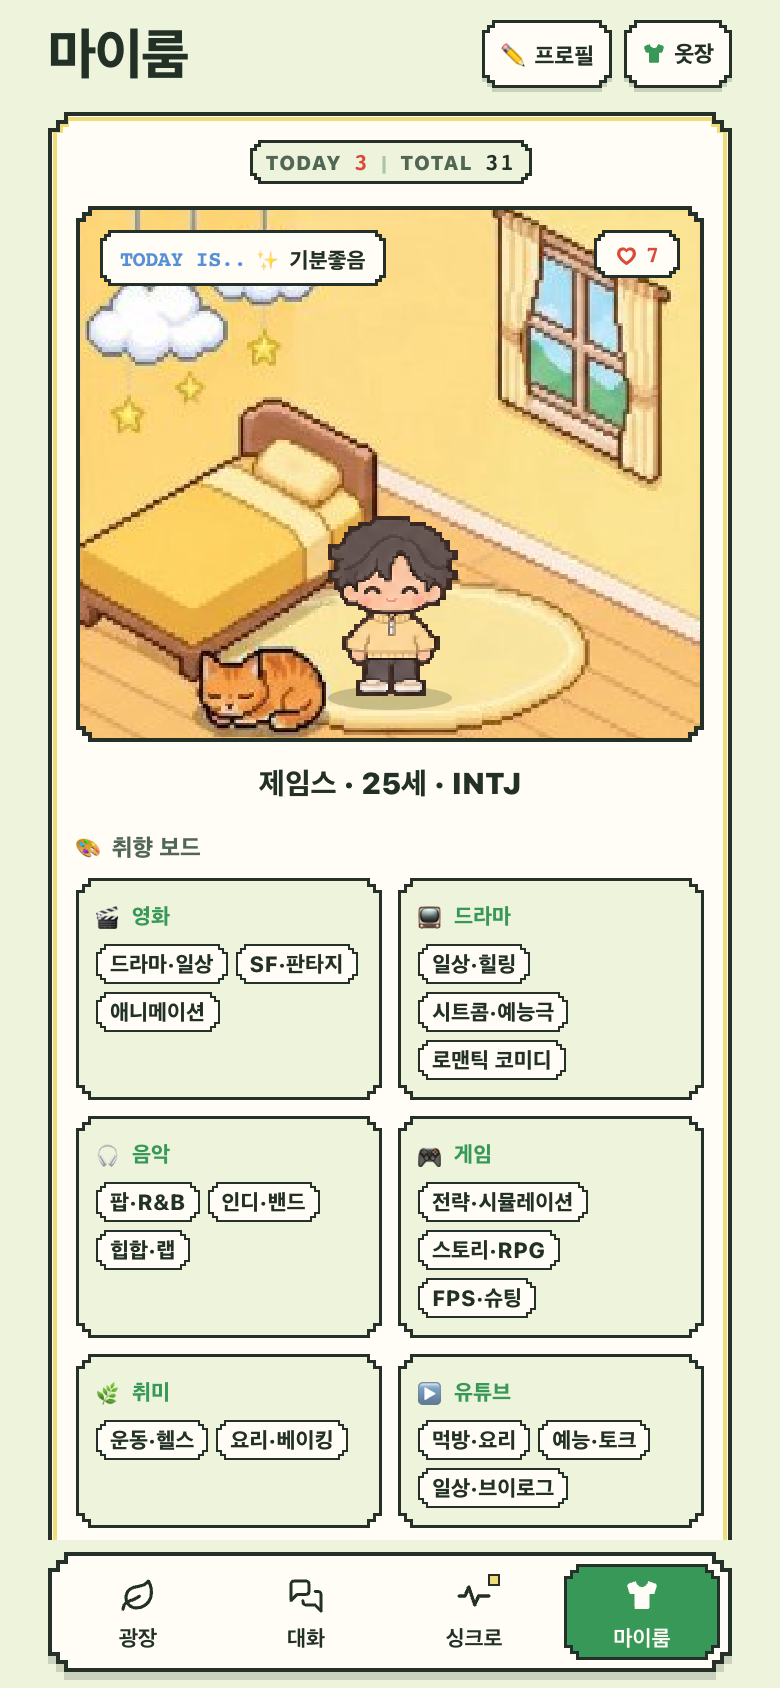 마이룸
프로필
옷장
TODAY 3 | TOTAL 31
TODAY IS.. ✨ 기분좋음
7
제임스 · 25세 · INTJ
취향 보드
영화
드라마·일상 SF·판타지
애니메이션
드라마
일상·힐링
시트콤·예능극
로맨틱 코미디
음악
팝·R&B 인디·밴드
힙합·랩
게임
전략·시뮬레이션
스토리·RPG
FPS·슈팅
취미
운동·헬스 요리·베이킹
유튜브
먹방·요리 예능·토크
일상·브이로그
광장
대화
싱크로
마이룸